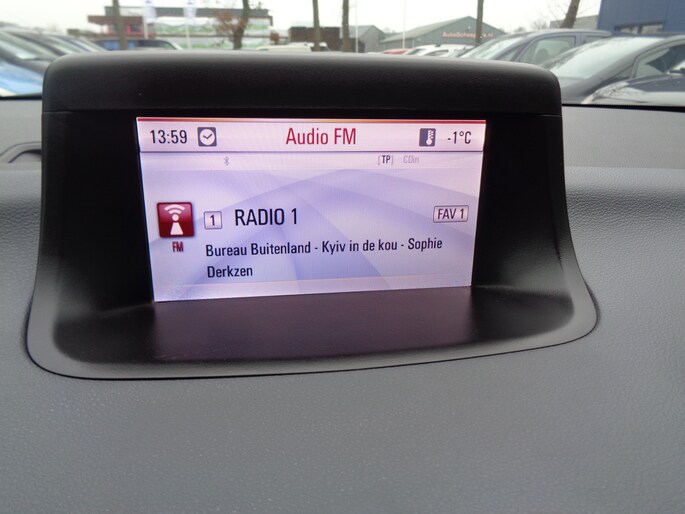 AutoScheepers
13:59 Audio FM -1°C
[TP] CDin
1 RADIO 1 FAV 1
FM
Bureau Buitenland - Kyiv in de kou - Sophie
Derkzen